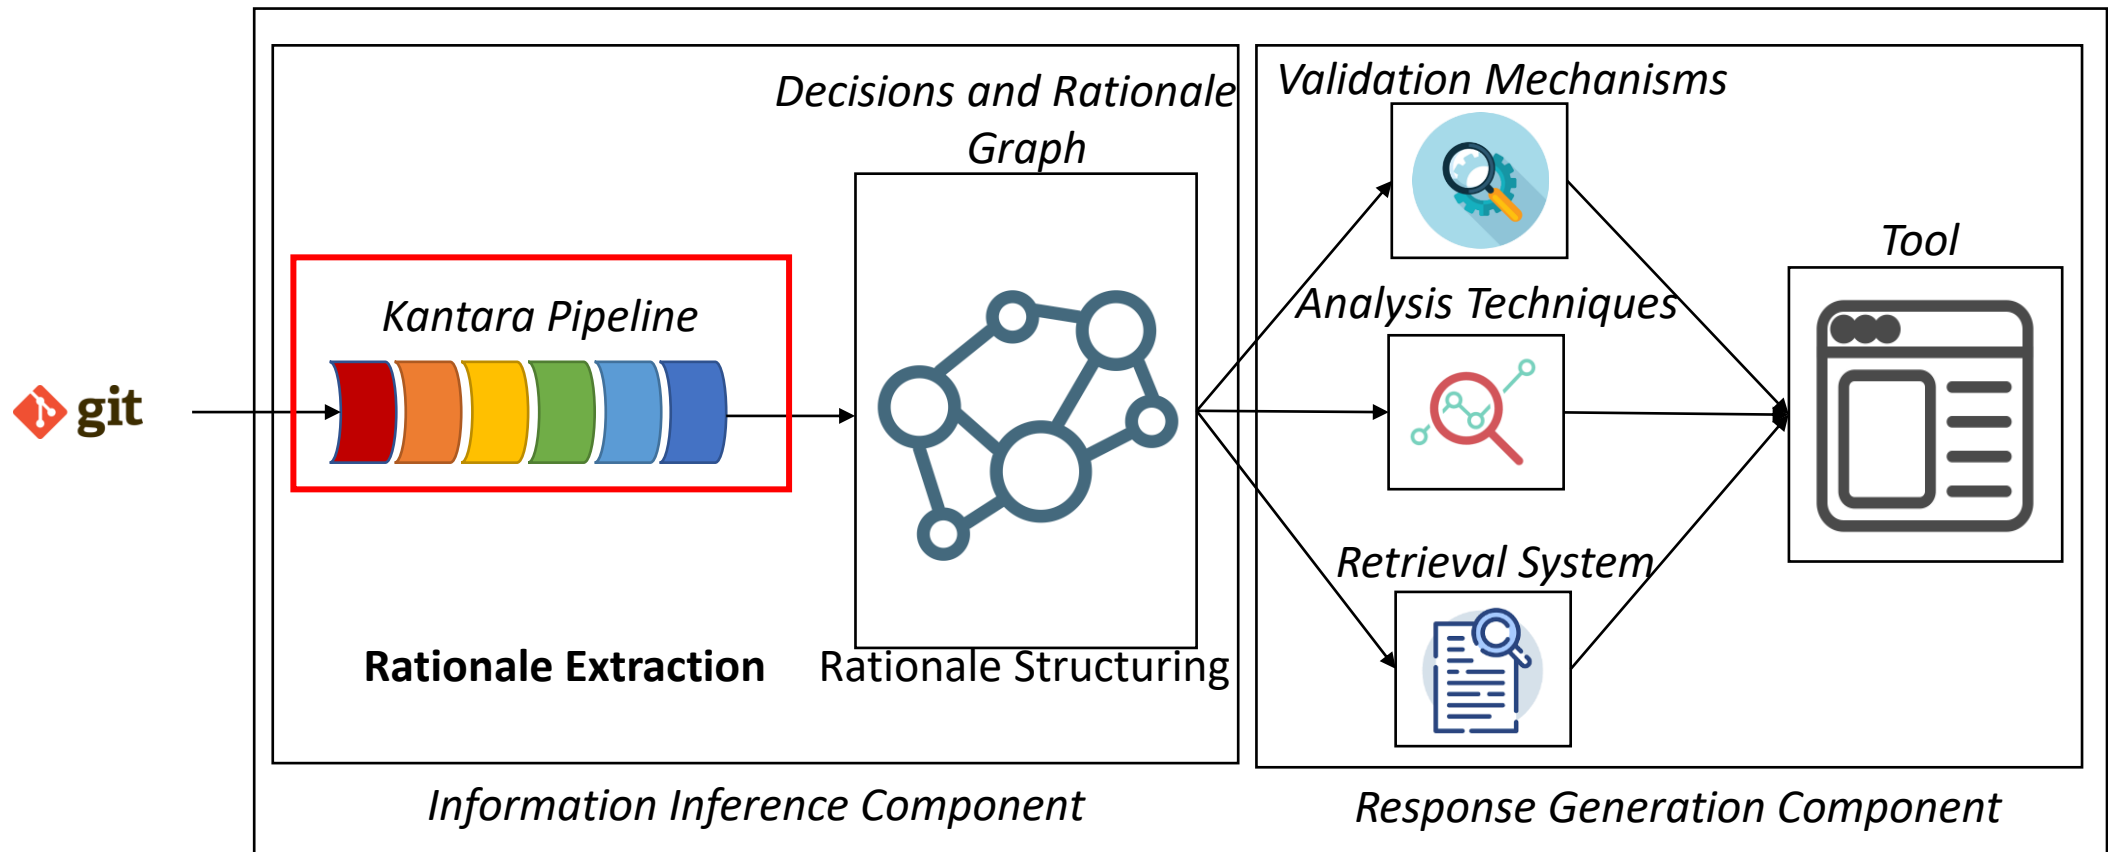 Decisions and Rationale
Graph
Validation Mechanisms
Tool
Kantara Pipeline
Analysis Techniques
git
Retrieval System
Rationale Extraction
Rationale Structuring
Information Inference Component
Response Generation Component